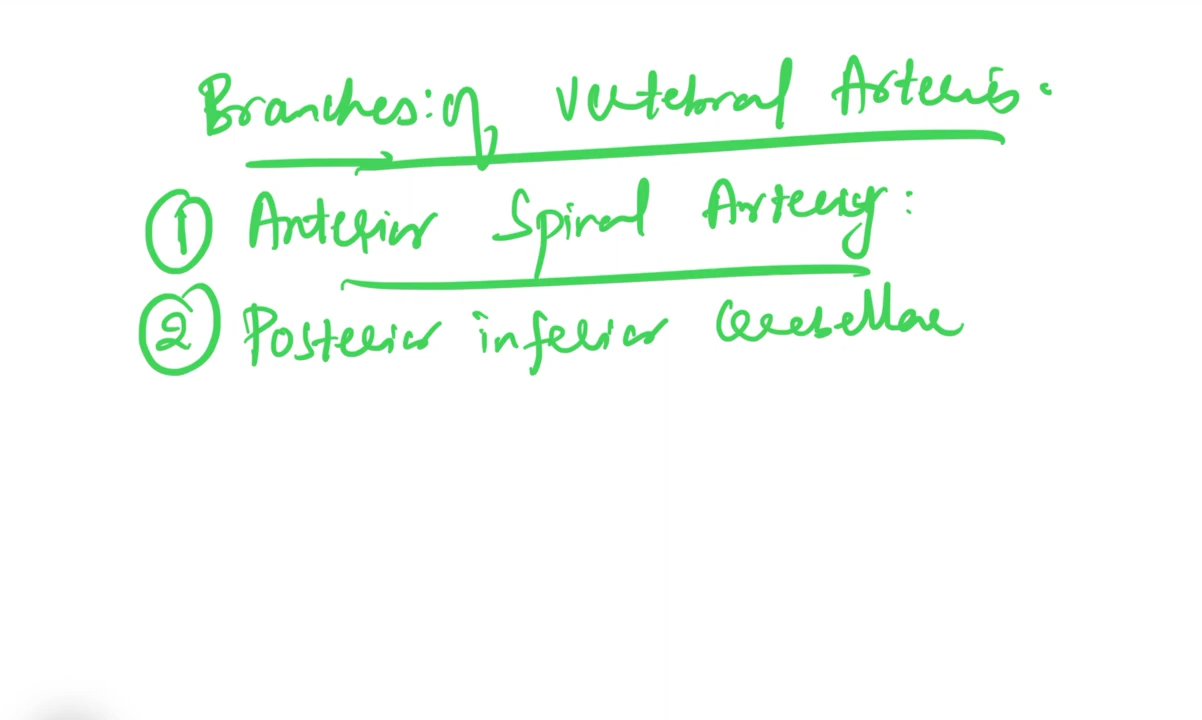 Branches: of Vertebral Arteries.
① Anterior Spinal Artery:
② Posterior inferior Cerebellar